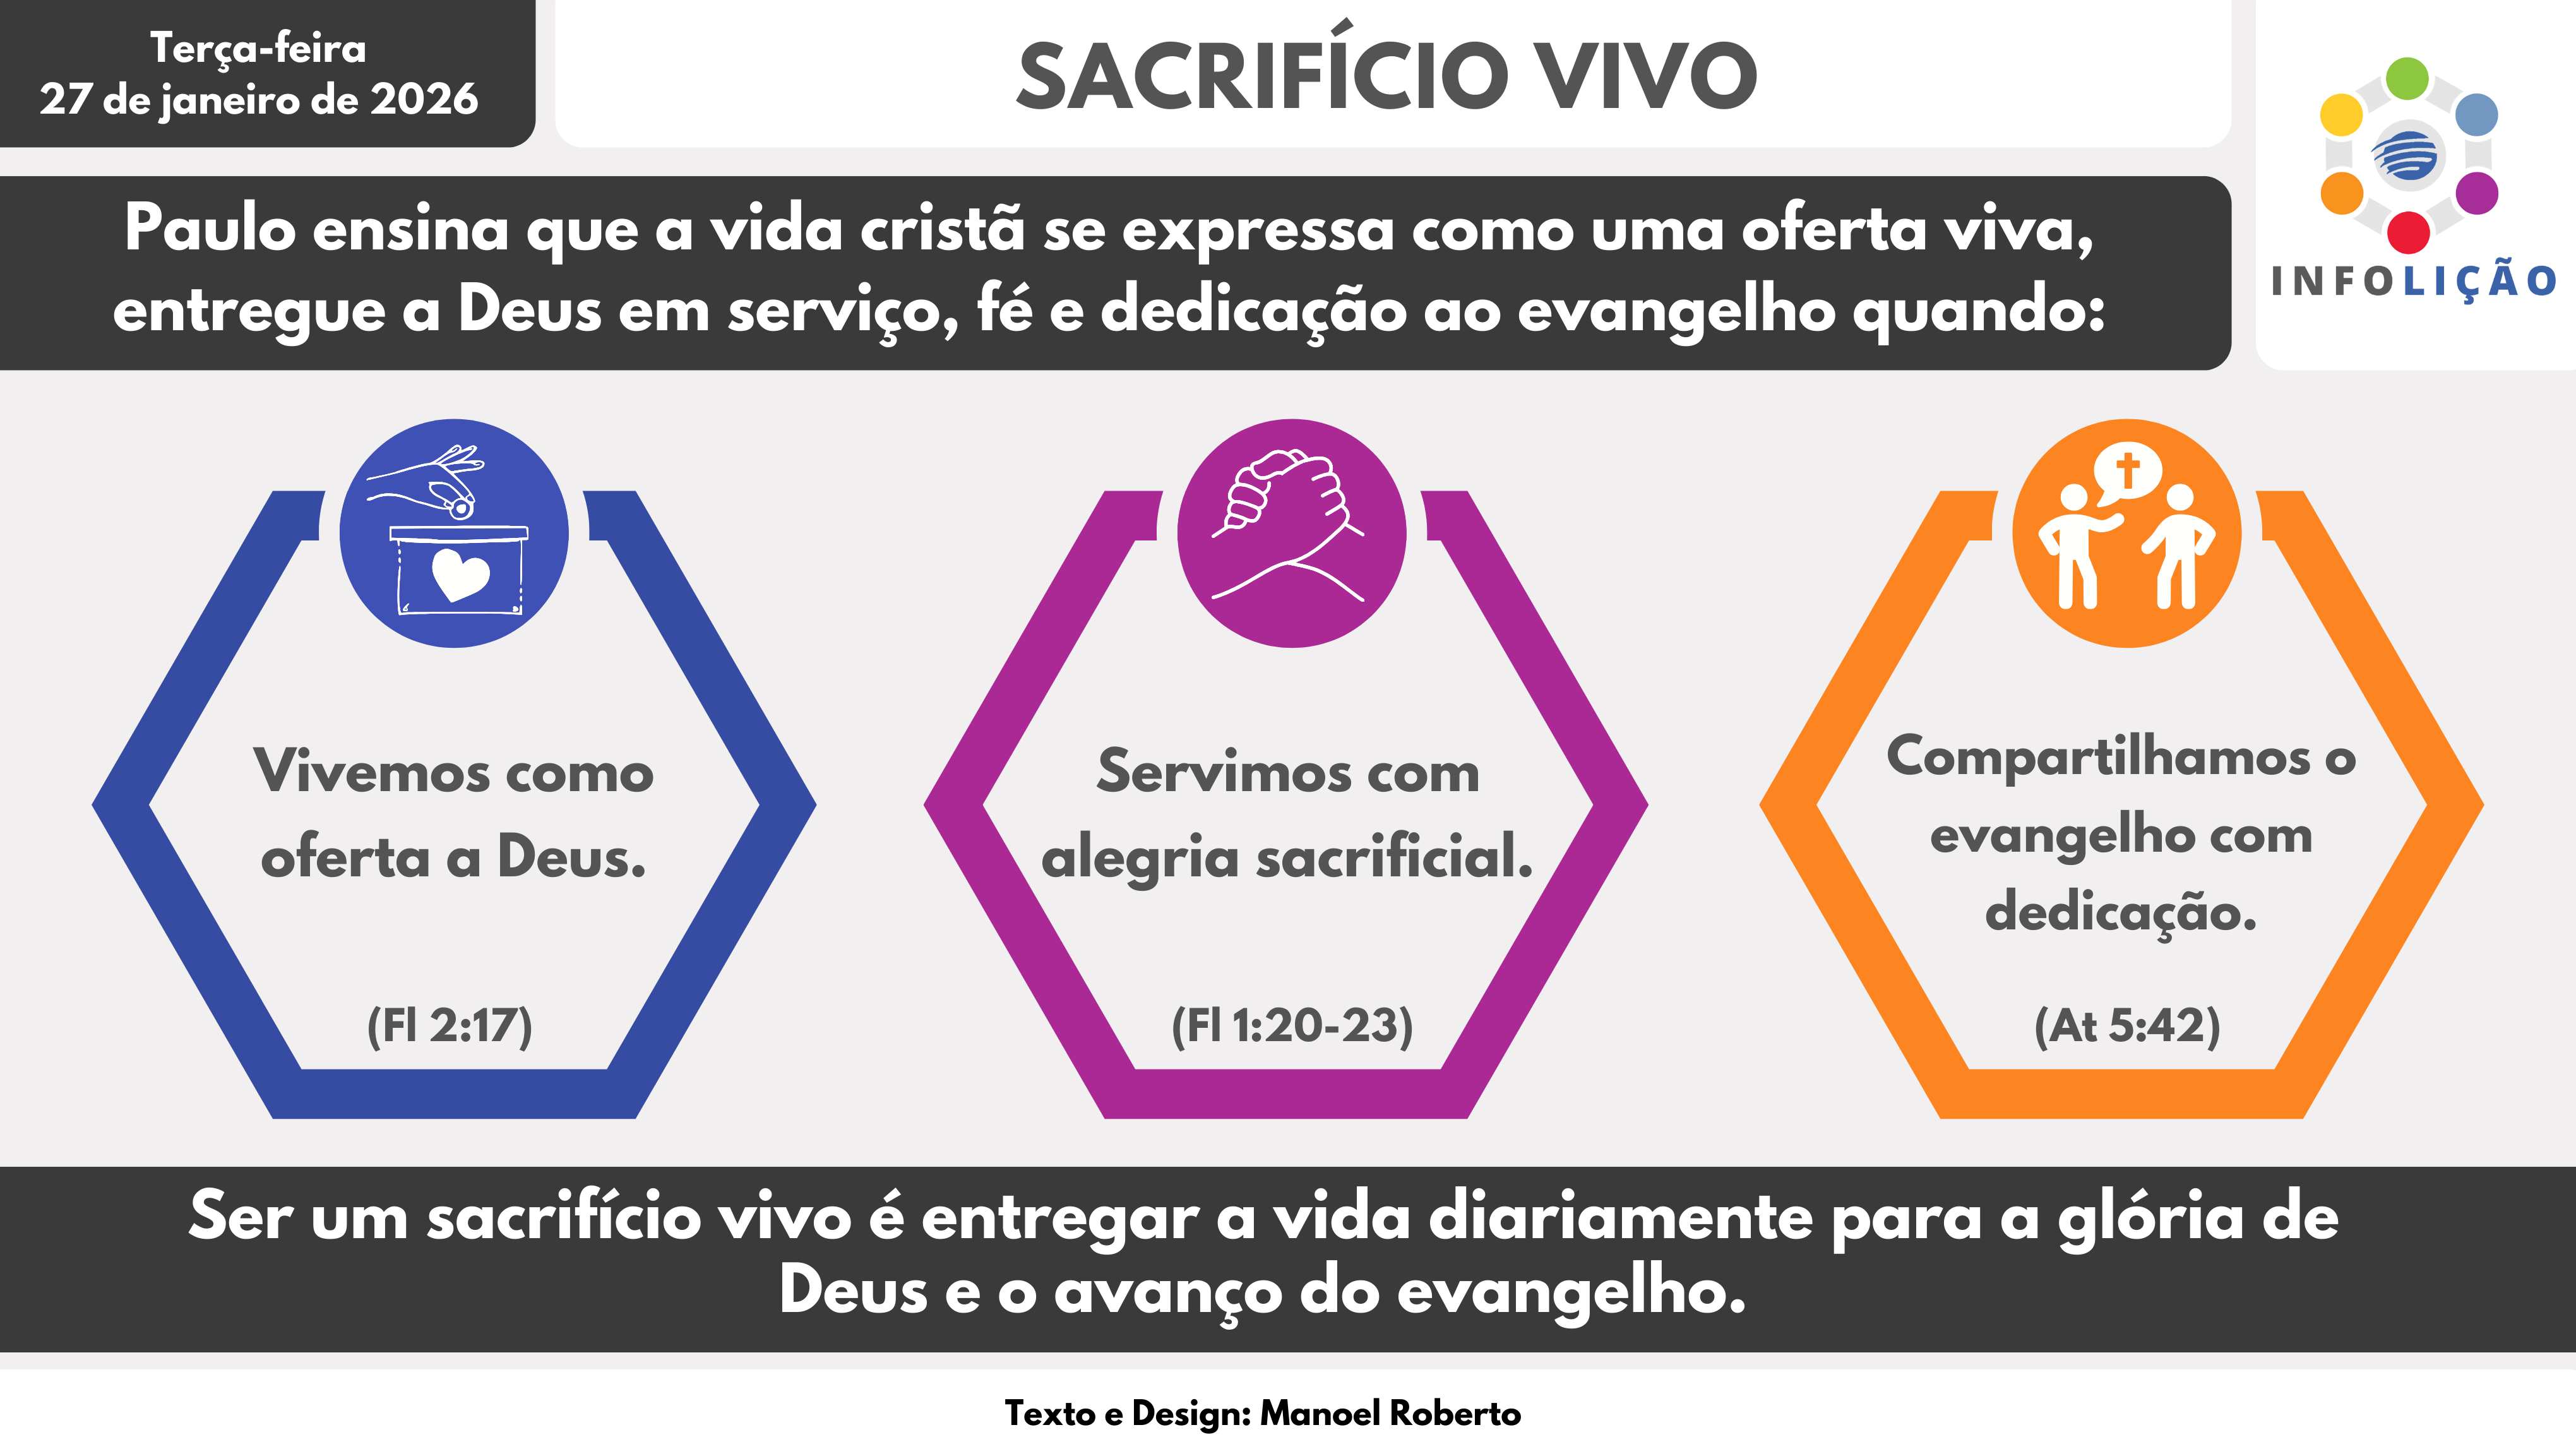 Terça-feira
27 de janeiro de 2026
SACRIFÍCIO VIVO
INFOLIÇÃO
Paulo ensina que a vida cristã se expressa como uma oferta viva,
entregue a Deus em serviço, fé e dedicação ao evangelho quando:
Vivemos como
oferta a Deus.
(Fl 2:17)
Servimos com
alegria sacrificial.
(Fl 1:20-23)
Compartilhamos o
evangelho com
dedicação.
(At 5:42)
Ser um sacrifício vivo é entregar a vida diariamente para a glória de
Deus e o avanço do evangelho.
Texto e Design: Manoel Roberto